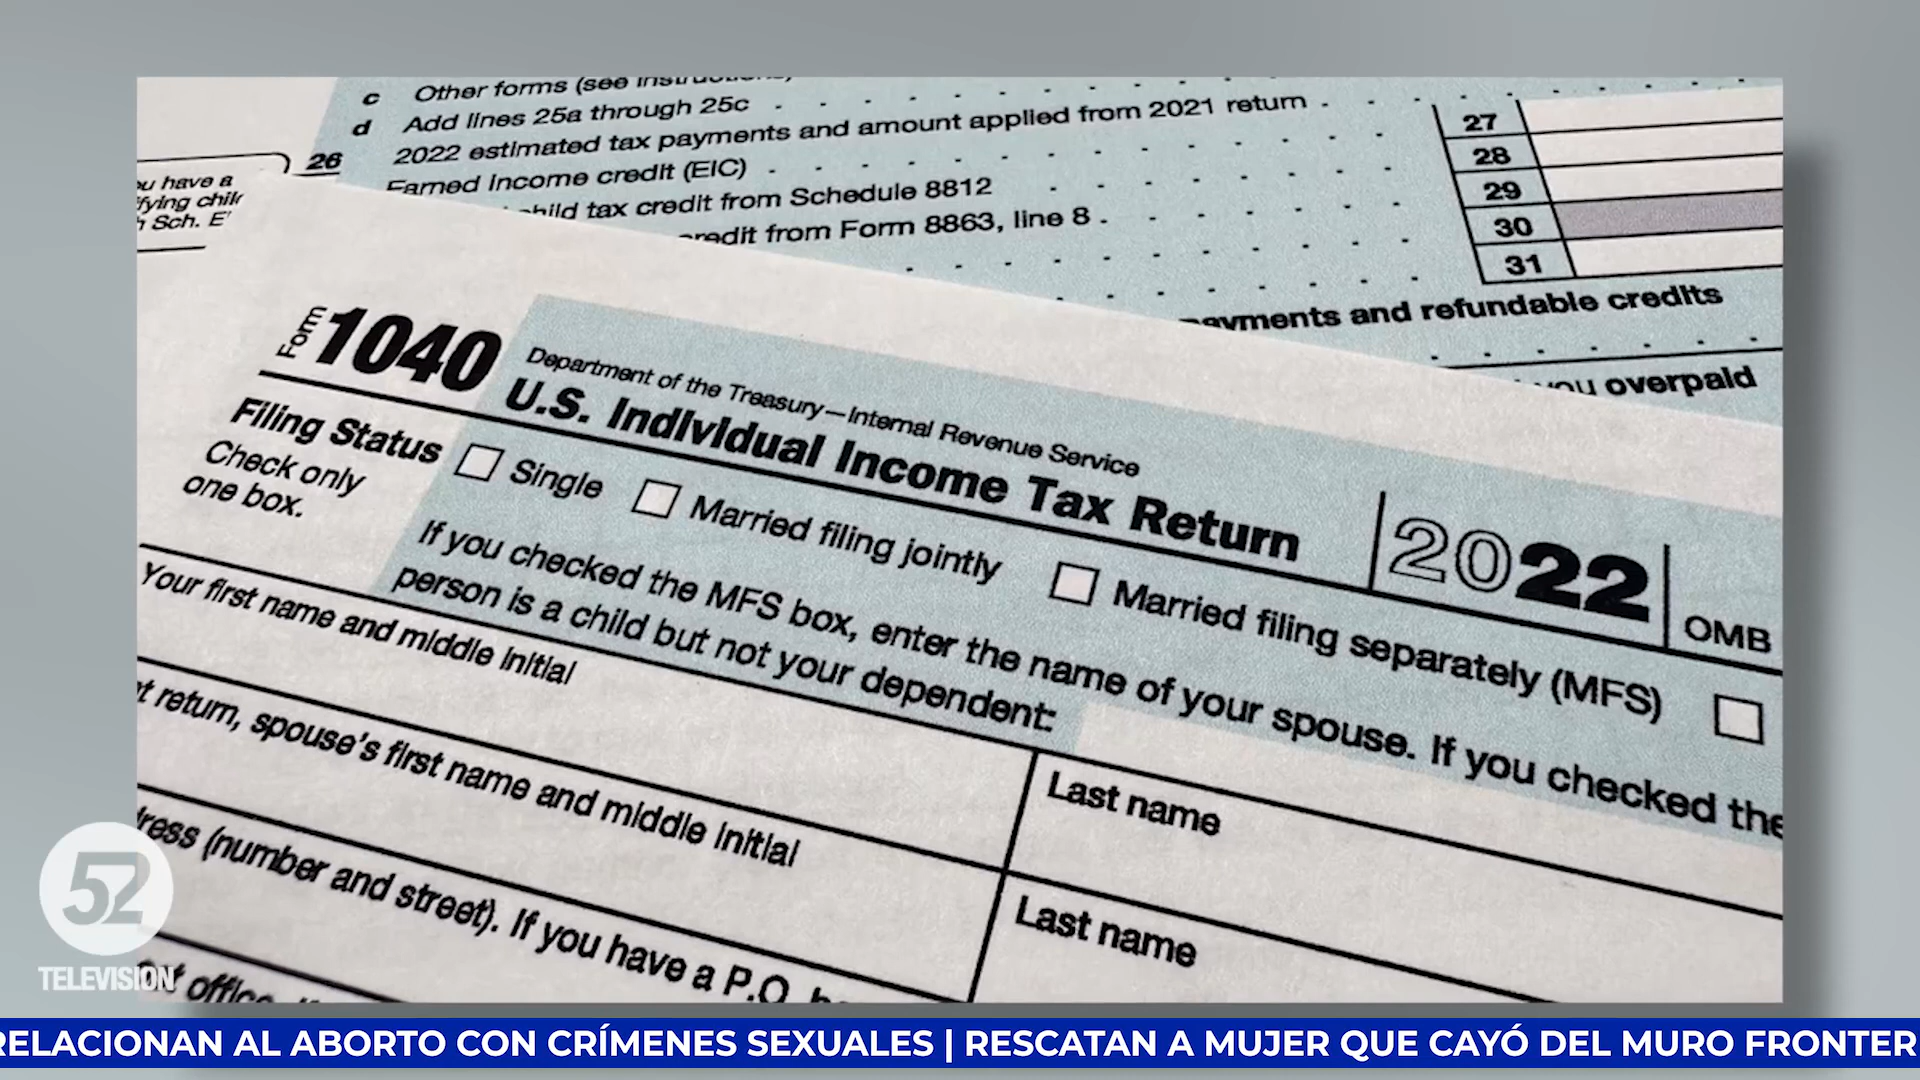 c Other forms (see instructions)
d Add lines 25a through 25c
26 2022 estimated tax payments and amount applied from 2021 return
27
Earned income credit (EIC)
28
child tax credit from Schedule 8812
29
credit from Form 8863, line 8
30
31
payments and refundable credits
you overpaid
you have a
Sch.
Form 1040
Department of the Treasury—Internal Revenue Service
U.S. Individual Income Tax Return
2022
OMB
Filing Status
Check only
one box.
Single
Married filing jointly
Married filing separately (MFS)
If you checked the MFS box, enter the name of your spouse. If you checked the
person is a child but not your dependent:
Your first name and middle initial
Last name
return, spouse's first name and middle initial
Last name
(number and street). If you have a P.O.
office
52
TELEVISION
RELACIONAN AL ABORTO CON CRÍMENES SEXUALES | RESCATAN A MUJER QUE CAYÓ DEL MURO FRONTER